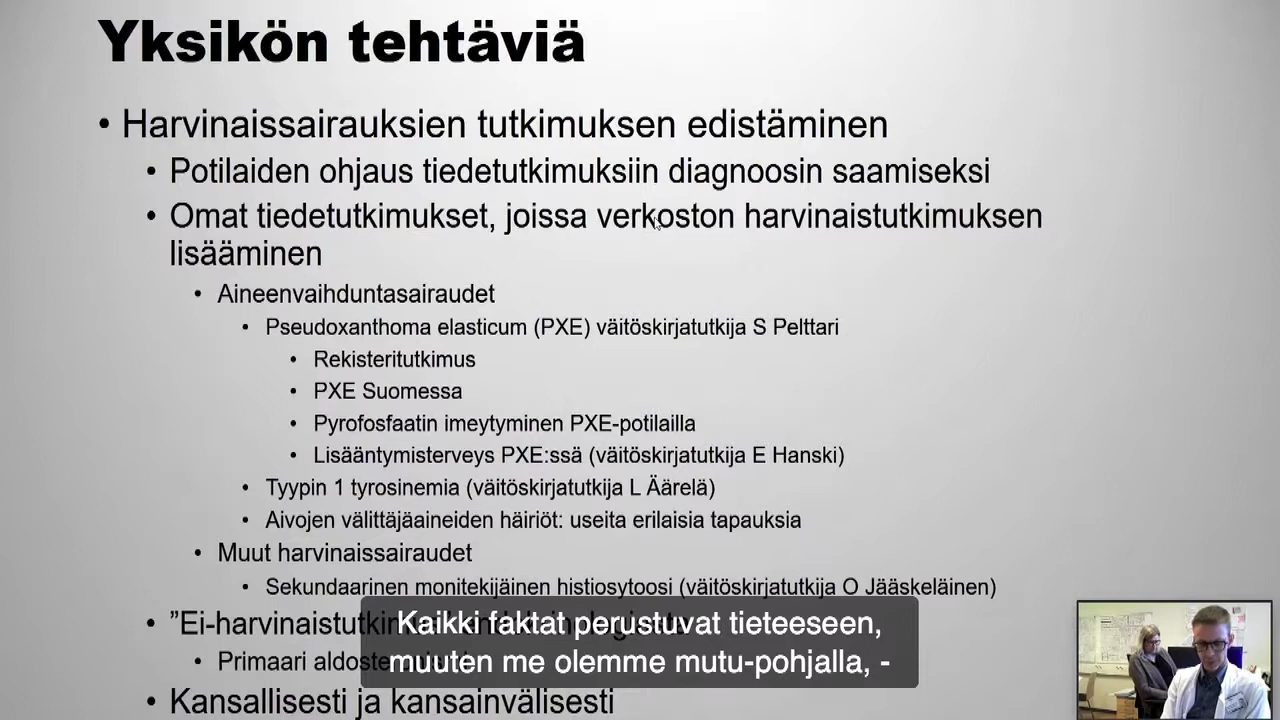 Yksikön tehtäviä
• Harvinaissairauksien tutkimuksen edistäminen
• Potilaiden ohjaus tiedetutkimuksiin diagnoosin saamiseksi
• Omat tiedetutkimukset, joissa verkoston harvinaistutkimuksen
lisääminen
• Aineenvaihduntasairaudet
• Pseudoxanthoma elasticum (PXE) väitöskirjatutkija S Pelttari
• Rekisteritutkimus
• PXE Suomessa
• Pyrofosfaatin imeytyminen PXE-potilailla
• Lisääntymisterveys PXE:ssä (väitöskirjatutkija E Hanski)
• Tyypin 1 tyrosinemia (väitöskirjatutkija L Äärelä)
• Aivojen välittäjäaineiden häiriöt: useita erilaisia tapauksia
• Muut harvinaissairaudet
• Sekundaarinen monitekijäinen histiosytoosi (väitöskirjatutkija O Jääskeläinen)
• ”Ei-harvinaistutkimus
• Primaari
• Kansallisesti ja kansainvälisesti
Kaikki faktat perustuvat tieteeseen,
muuten me olemme mutu-pohjalla, -